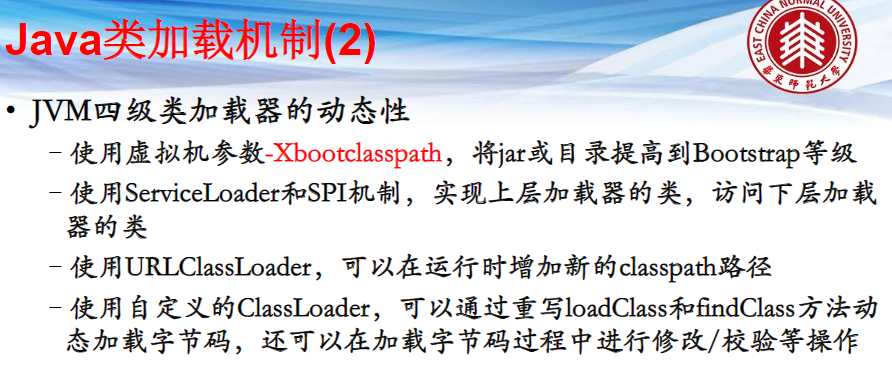 Java类加载机制(2)
EAST CHINA NORMAL UNIVERSITY
華東師范大学
• JVM四级类加载器的动态性
– 使用虚拟机参数-Xbootclasspath，将jar或目录提高到Bootstrap等级
– 使用ServiceLoader和SPI机制，实现上层加载器的类，访问下层加载
器的类
– 使用URLClassLoader，可以在运行时增加新的classpath路径
– 使用自定义的ClassLoader，可以通过重写loadClass和findClass方法动
态加载字节码，还可以在加载字节码过程中进行修改/校验等操作